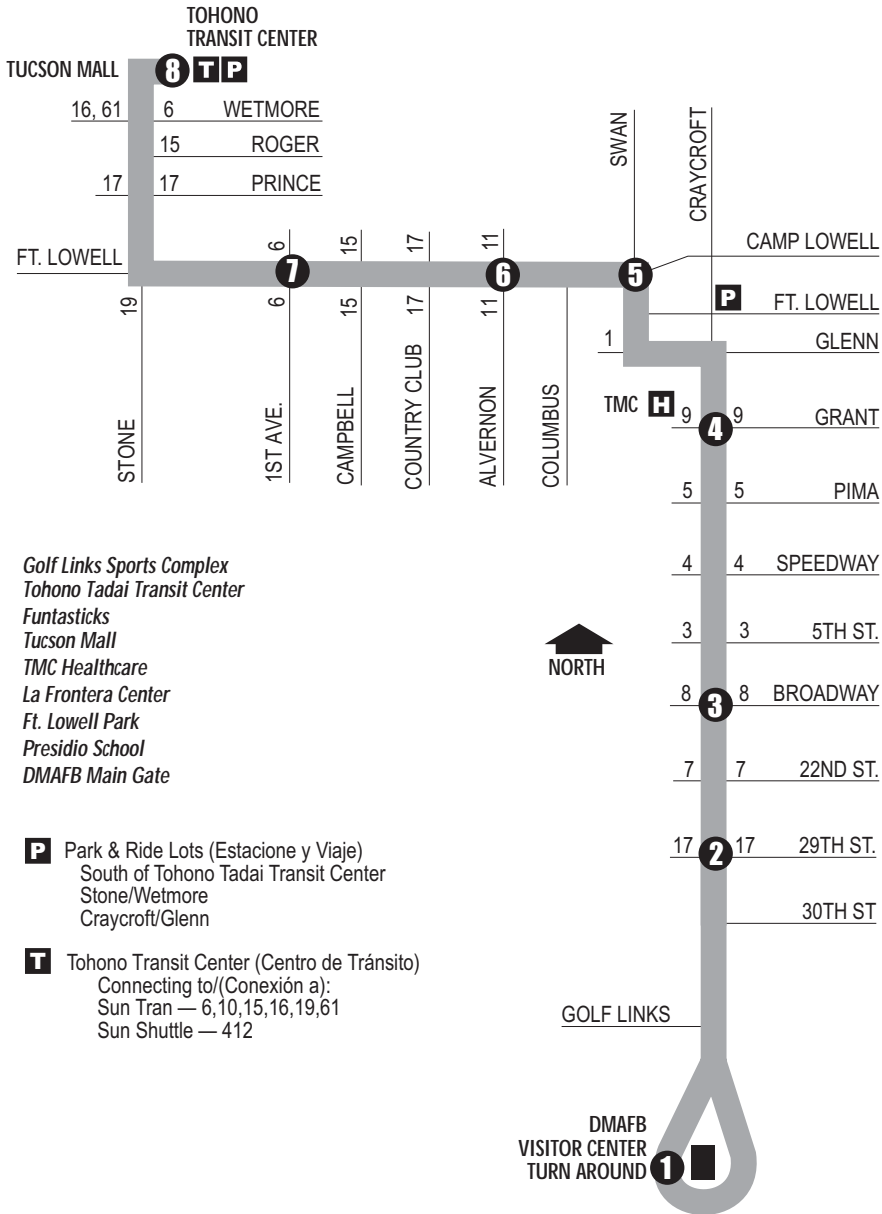 TOHONO
TRANSIT CENTER
TUCSON MALL
8 T P
16, 61 6 WETMORE
15 ROGER
17 17 PRINCE
SWAN
CRAYCROFT
CAMP LOWELL
FT. LOWELL
6 15 17 11
7 6 5
P FT. LOWELL
19 6 15 17 11
1 GLENN
STONE
1ST AVE.
CAMPBELL
COUNTRY CLUB
ALVERNON
COLUMBUS
TMC H
9 4 9 GRANT
5 5 PIMA
4 4 SPEEDWAY
3 3 5TH ST.
8 3 8 BROADWAY
7 7 22ND ST.
17 2 17 29TH ST.
30TH ST
GOLF LINKS
DMAFB
VISITOR CENTER
TURN AROUND 1
NORTH
Golf Links Sports Complex
Tohono Tadai Transit Center
Funtasticks
Tucson Mall
TMC Healthcare
La Frontera Center
Ft. Lowell Park
Presidio School
DMAFB Main Gate
P Park & Ride Lots (Estacione y Viaje)
South of Tohono Tadai Transit Center
Stone/Wetmore
Craycroft/Glenn
T Tohono Transit Center (Centro de Tránsito)
Connecting to/(Conexión a):
Sun Tran — 6,10,15,16,19,61
Sun Shuttle — 412